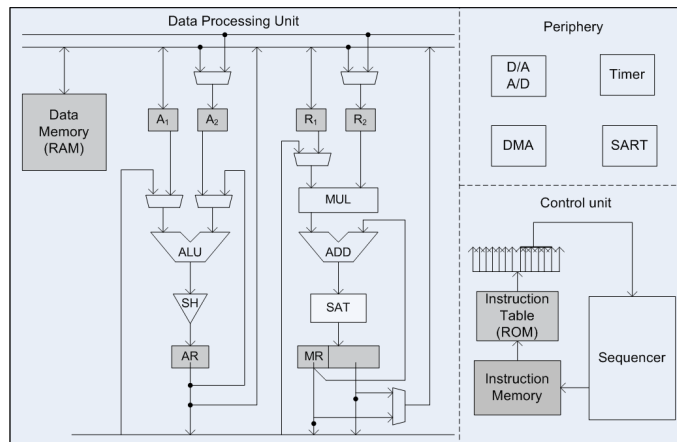 Data Processing Unit
Data
Memory
(RAM)
A1
A2
R1
R2
MUL
ALU
ADD
SH
SAT
AR
MR
Periphery
D/A
A/D
Timer
DMA
SART
Control unit
Instruction
Table
(ROM)
Instruction
Memory
Sequencer